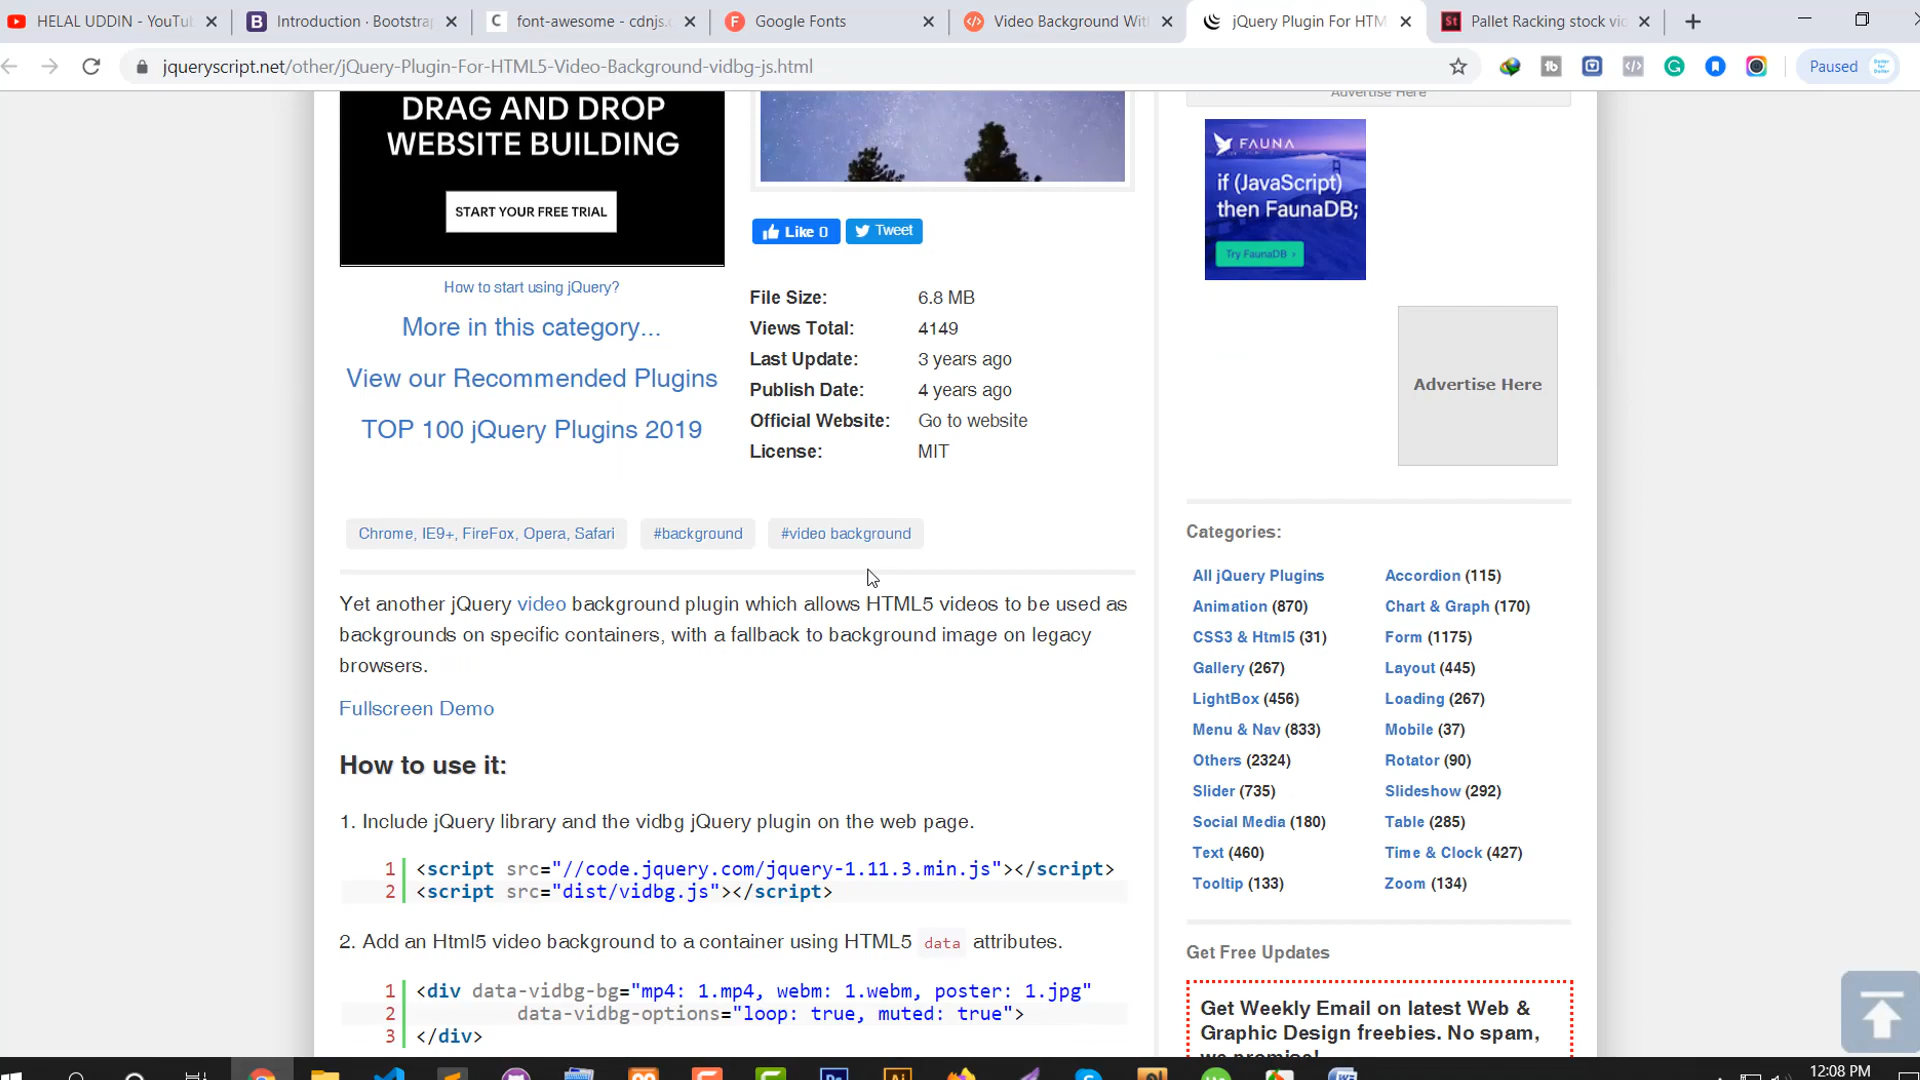 HELAL UDDIN - YouTu
Introduction · Bootstra
font-awesome - cdnjs.c
Google Fonts
Video Background Wit
jQuery Plugin For HTM
Pallet Racking stock vid
jqueryscript.net/other/jQuery-Plugin-For-HTML5-Video-Background-vidbg-js.html
Paused
DRAG AND DROP
WEBSITE BUILDING
START YOUR FREE TRIAL
How to start using jQuery?
More in this category...
View our Recommended Plugins
TOP 100 jQuery Plugins 2019
Like 0
Tweet
File Size: 6.8 MB
Views Total: 4149
Last Update: 3 years ago
Publish Date: 4 years ago
Official Website: Go to website
License: MIT
Chrome, IE9+, FireFox, Opera, Safari
#background
#video background
Yet another jQuery video background plugin which allows HTML5 videos to be used as
backgrounds on specific containers, with a fallback to background image on legacy
browsers.
Fullscreen Demo
How to use it:
1. Include jQuery library and the vidbg jQuery plugin on the web page.
1 <script src="//code.jquery.com/jquery-1.11.3.min.js"></script>
2 <script src="dist/vidbg.js"></script>
2. Add an Html5 video background to a container using HTML5 data attributes.
1 <div data-vidbg-bg="mp4: 1.mp4, webm: 1.webm, poster: 1.jpg"
2 data-vidbg-options="loop: true, muted: true">
3 </div>
Advertise Here
FAUNA
if (JavaScript)
then FaunaDB;
Try FaunaDB ›
Advertise Here
Categories:
All jQuery Plugins
Accordion (115)
Animation (870)
Chart & Graph (170)
CSS3 & Html5 (31)
Form (1175)
Gallery (267)
Layout (445)
LightBox (456)
Loading (267)
Menu & Nav (833)
Mobile (37)
Others (2324)
Rotator (90)
Slider (735)
Slideshow (292)
Social Media (180)
Table (285)
Text (460)
Time & Clock (427)
Tooltip (133)
Zoom (134)
Get Free Updates
Get Weekly Email on latest Web &
Graphic Design freebies. No spam,
we promise!
12:08 PM